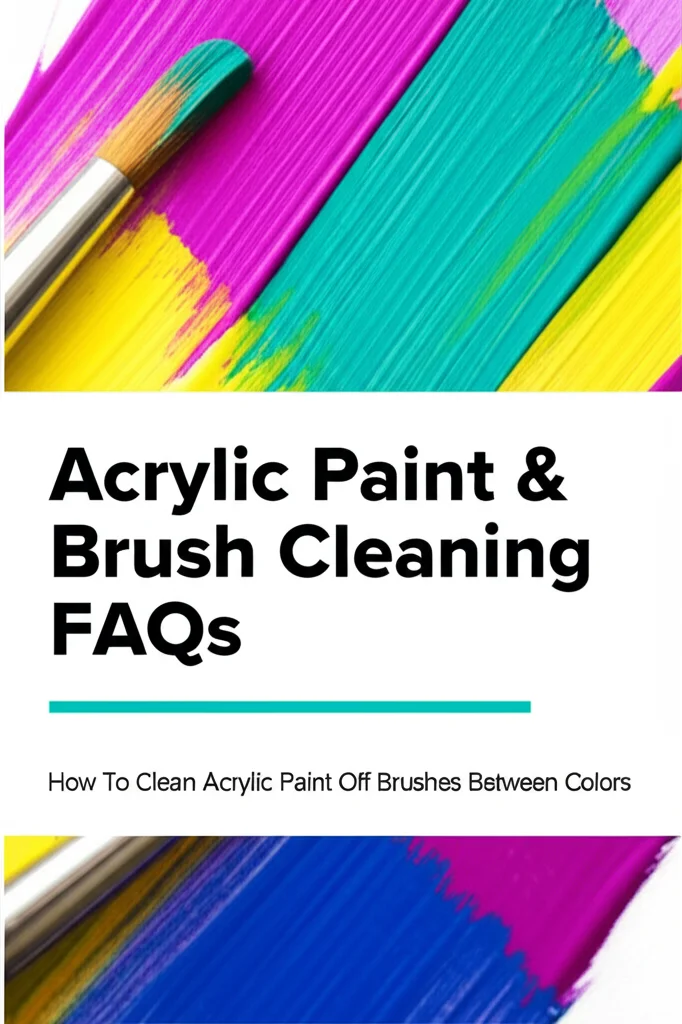 Acrylic Paint &
Brush Cleaning
FAQs
How To Clean Acrylic Paint Off Brushes Between Colors